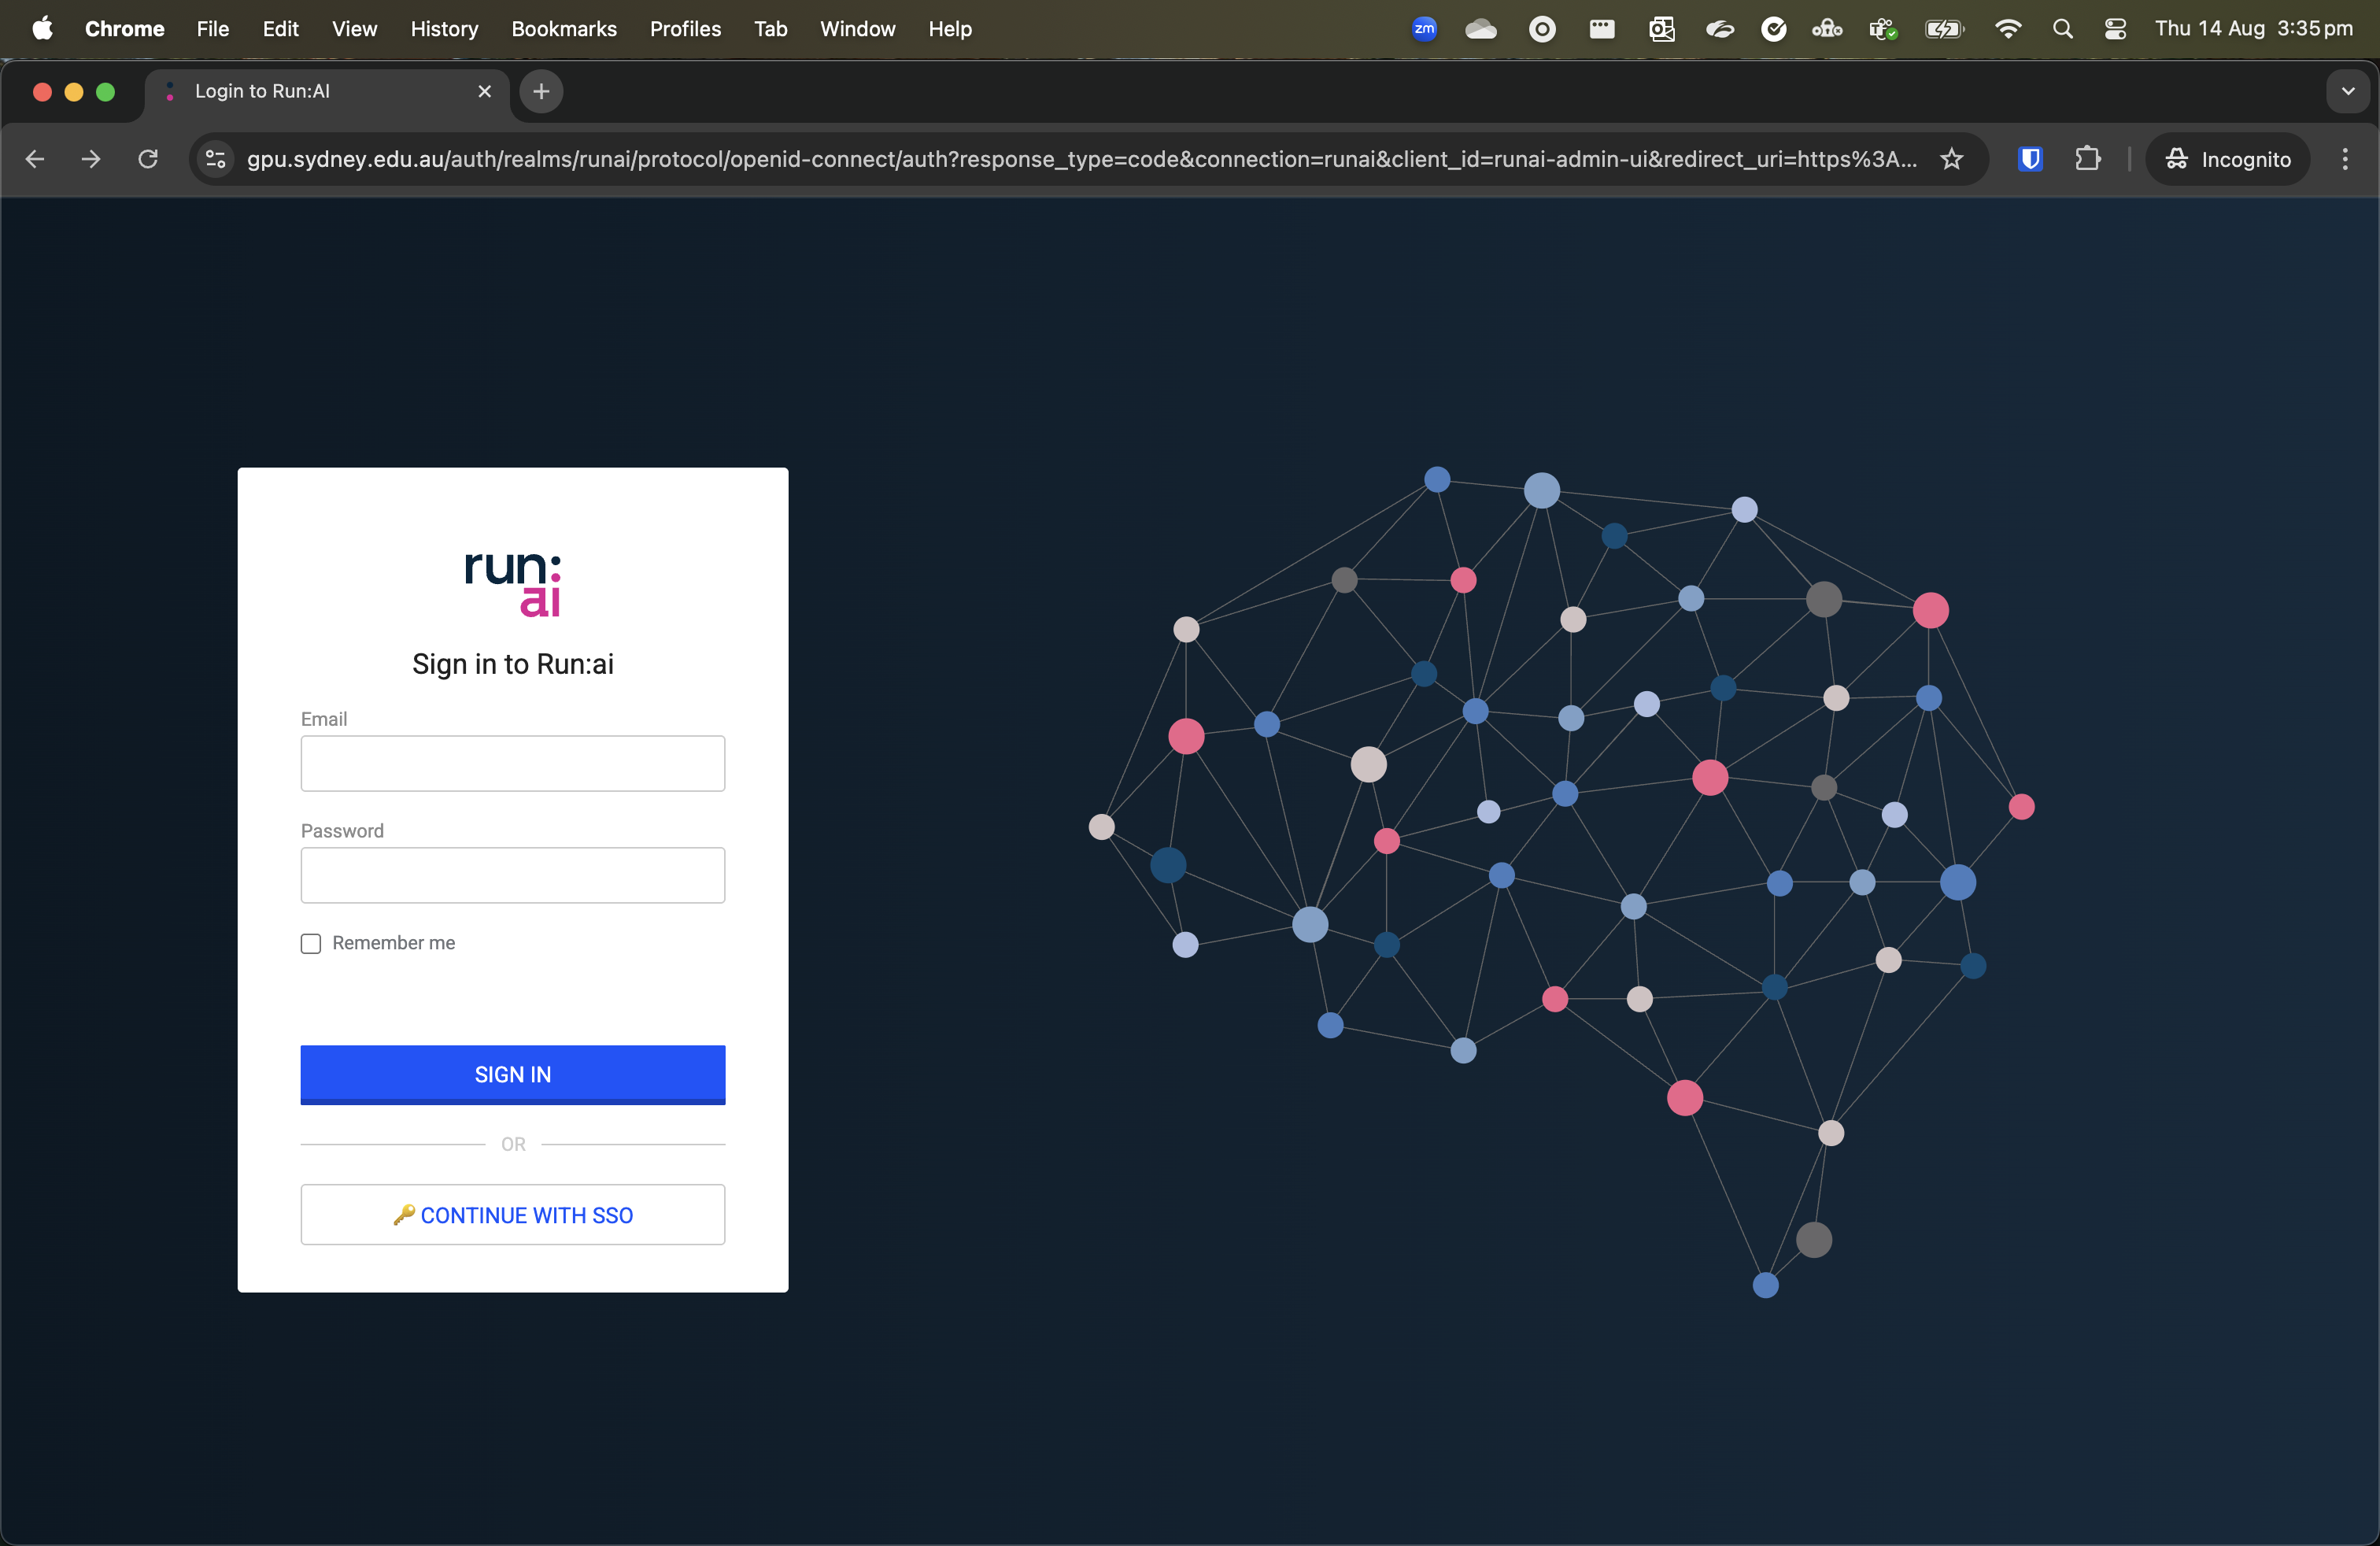 Chrome File Edit View History Bookmarks Profiles Tab Window Help zm Thu 14 Aug 3:35 pm
Login to Run:AI
gpu.sydney.edu.au/auth/realms/runai/protocol/openid-connect/auth?response_type=code&connection=runai&client_id=runai-admin-ui&redirect_uri=https%3A... Incognito
run:
ai
Sign in to Run:ai
Email
Password
Remember me
SIGN IN
OR
CONTINUE WITH SSO